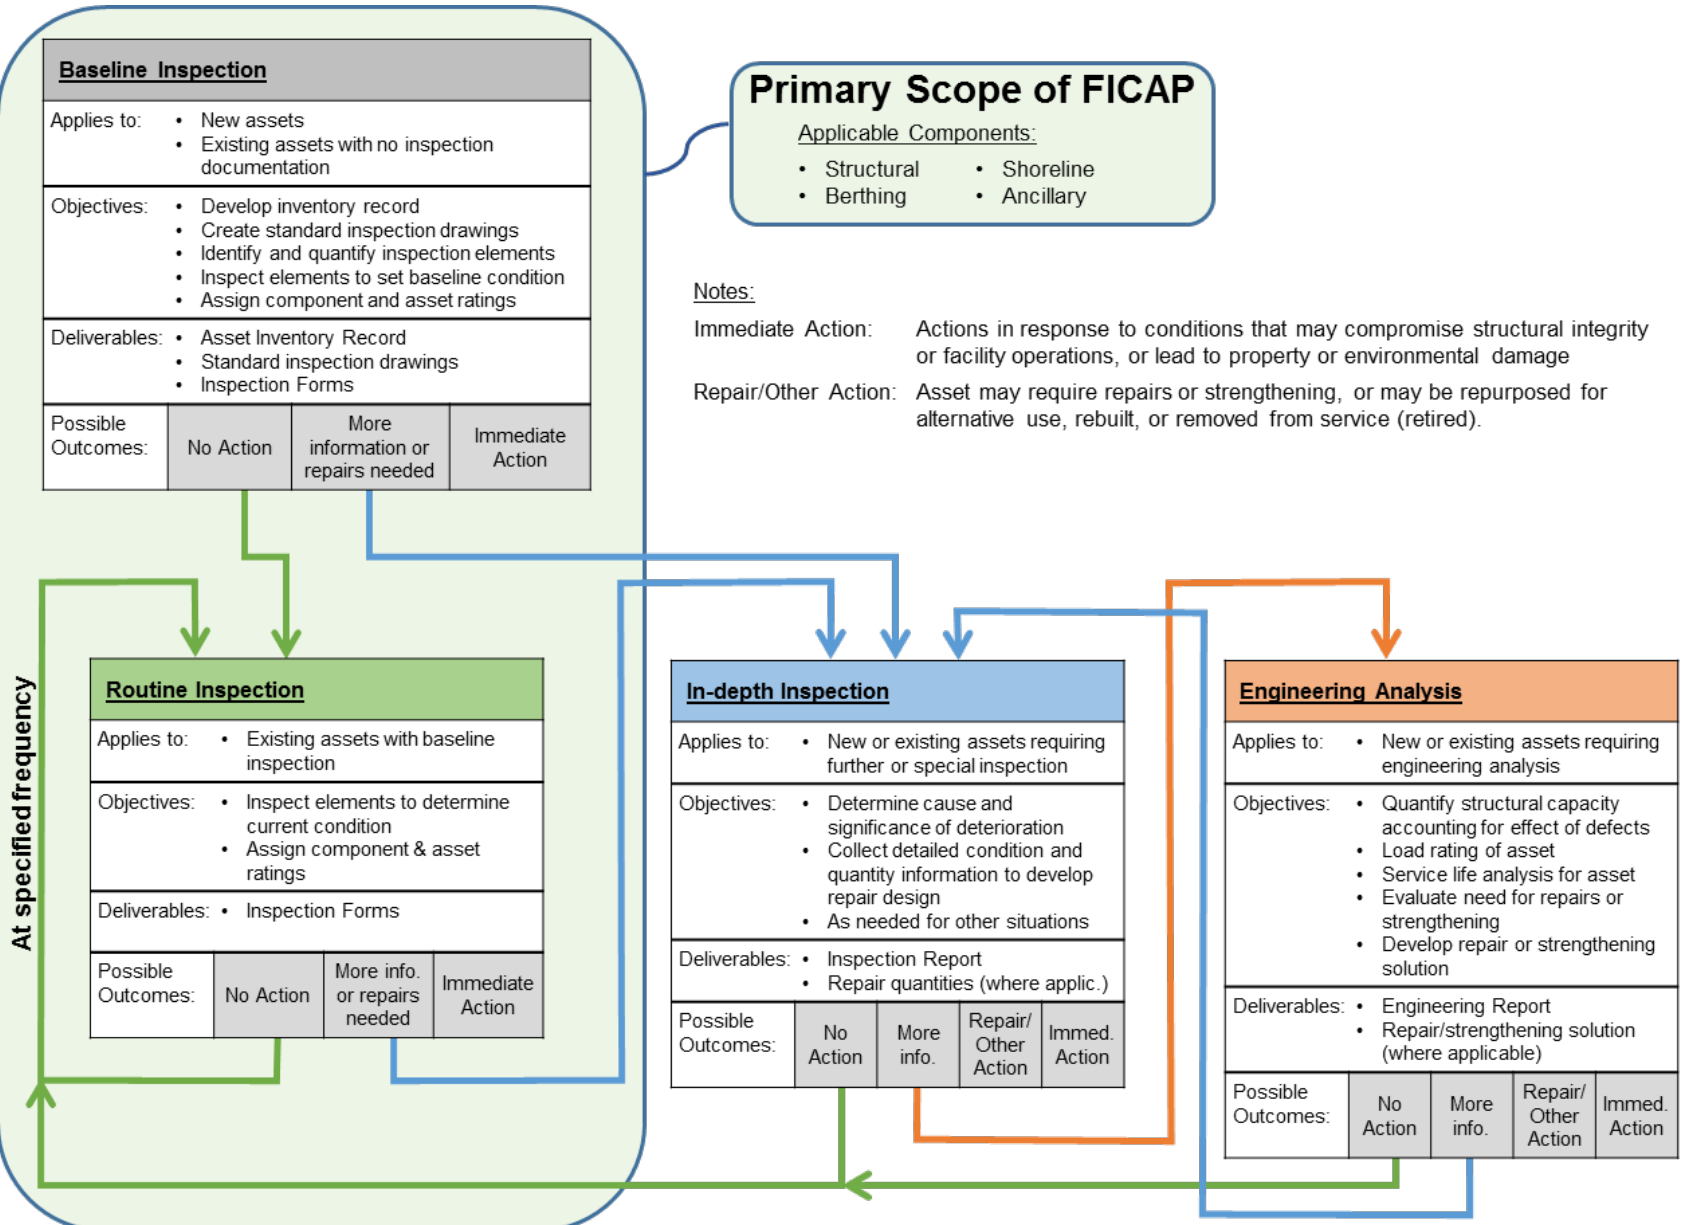 Baseline Inspection
Applies to:
• New assets
• Existing assets with no inspection
documentation
Objectives:
• Develop inventory record
• Create standard inspection drawings
• Identify and quantify inspection elements
• Inspect elements to set baseline condition
• Assign component and asset ratings
Deliverables:
• Asset Inventory Record
• Standard inspection drawings
• Inspection Forms
Possible
Outcomes:
No Action
More
information or
repairs needed
Immediate
Action
Primary Scope of FICAP
Applicable Components:
• Structural
• Berthing
• Shoreline
• Ancillary
Notes:
Immediate Action:
Actions in response to conditions that may compromise structural integrity
or facility operations, or lead to property or environmental damage
Repair/Other Action:
Asset may require repairs or strengthening, or may be repurposed for
alternative use, rebuilt, or removed from service (retired).
At specified frequency
Routine Inspection
Applies to:
• Existing assets with baseline
inspection
Objectives:
• Inspect elements to determine
current condition
• Assign component & asset
ratings
Deliverables:
• Inspection Forms
Possible
Outcomes:
No Action
More info.
or repairs
needed
Immediate
Action
In-depth Inspection
Applies to:
• New or existing assets requiring
further or special inspection
Objectives:
• Determine cause and
significance of deterioration
• Collect detailed condition and
quantity information to develop
repair design
• As needed for other situations
Deliverables:
• Inspection Report
• Repair quantities (where applic.)
Possible
Outcomes:
No
Action
More
info.
Repair/
Other
Action
Immed.
Action
Engineering Analysis
Applies to:
• New or existing assets requiring
engineering analysis
Objectives:
• Quantify structural capacity
accounting for effect of defects
• Load rating of asset
• Service life analysis for asset
• Evaluate need for repairs or
strengthening
• Develop repair or strengthening
solution
Deliverables:
• Engineering Report
• Repair/strengthening solution
(where applicable)
Possible
Outcomes:
No
Action
More
info.
Repair/
Other
Action
Immed.
Action